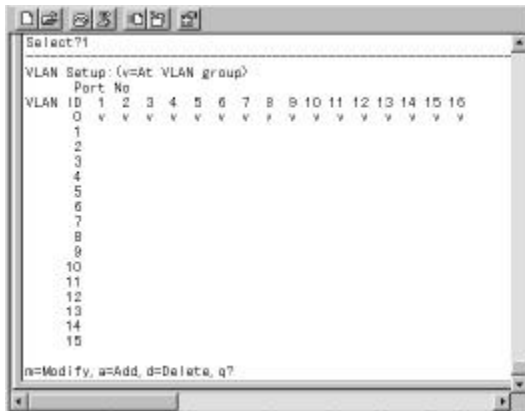 Select?1
VLAN Setup:(v=At VLAN group)
Port No
VLAN ID 1 2 3 4 5 6 7 8 9 10 11 12 13 14 15 16
0 v v v v v v v v v v v v v v v v
1
2
3
4
5
6
7
8
9
10
11
12
13
14
15
m=Modify, a=Add, d=Delete, q?